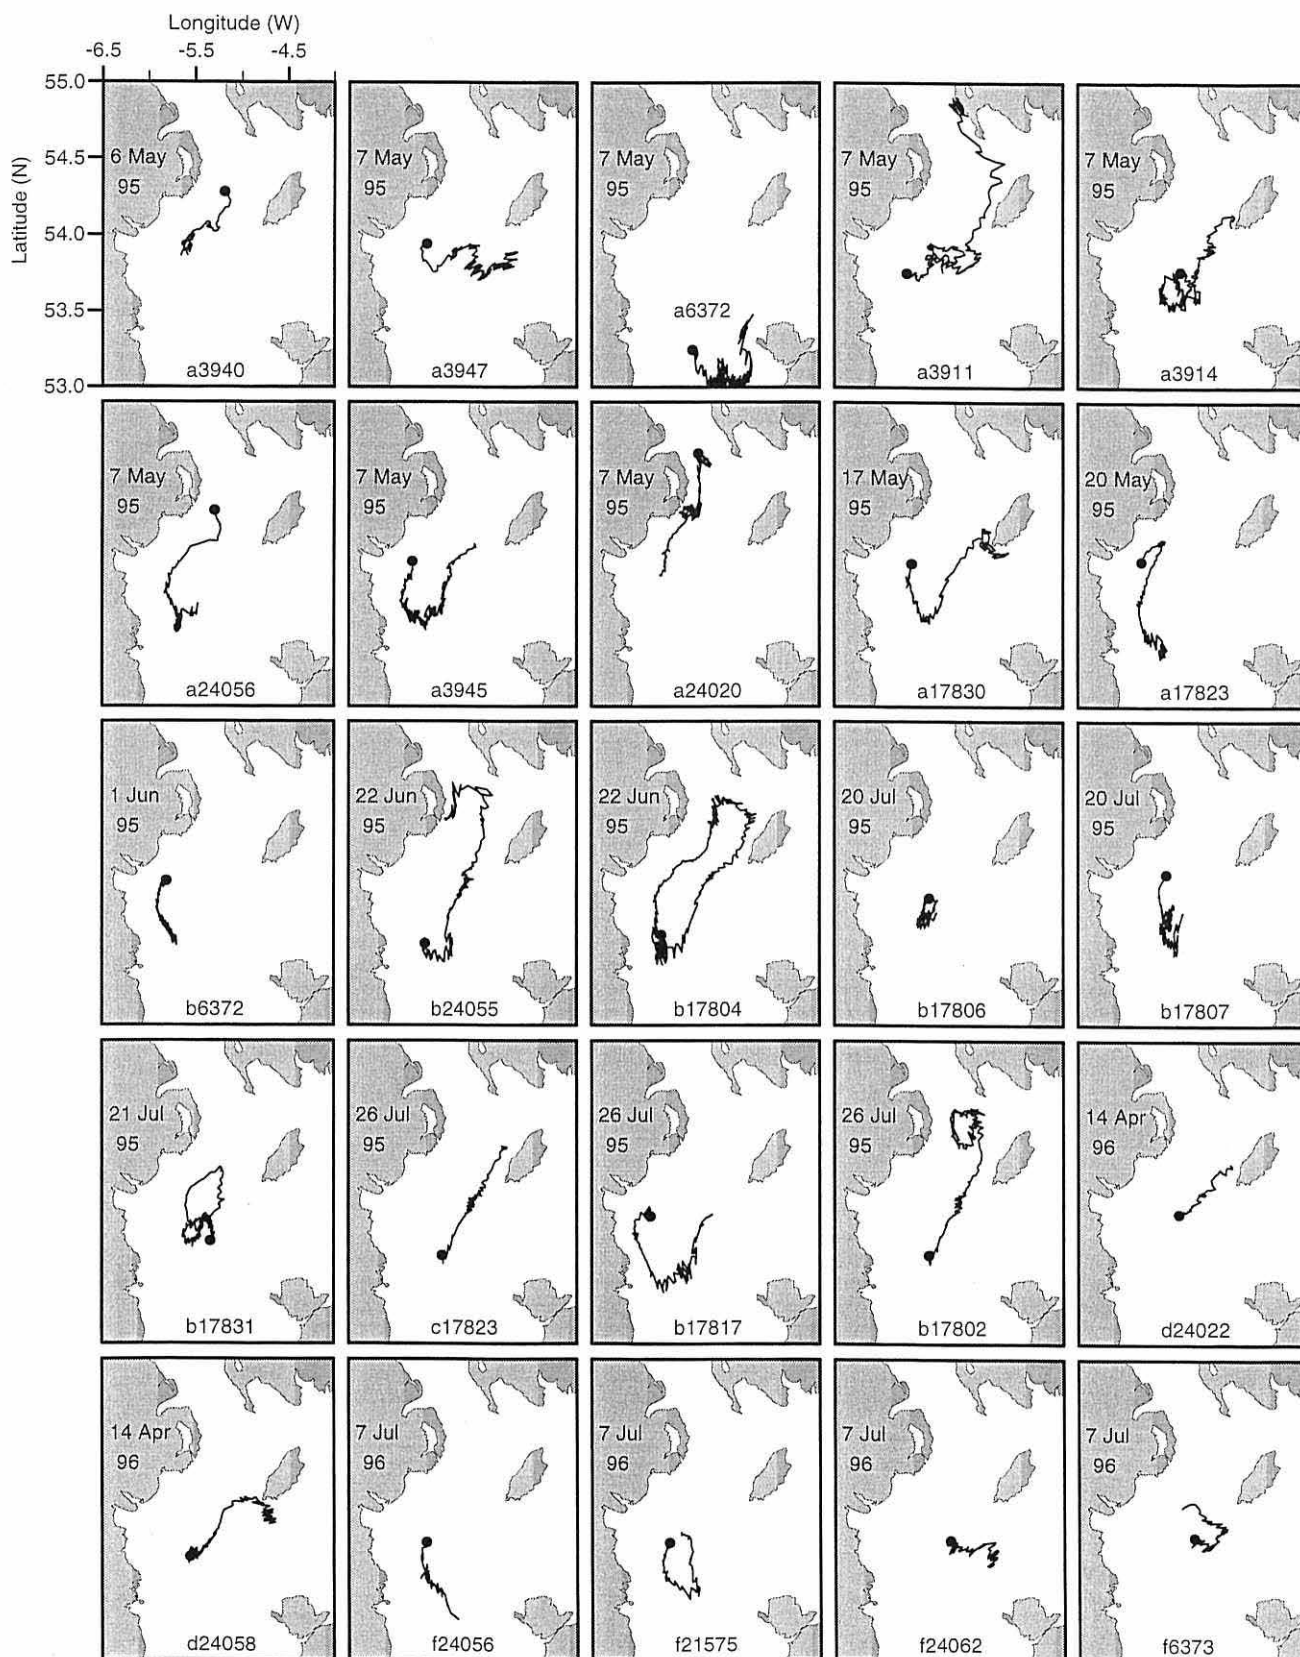 Longitude (W)
-6.5 -5.5 -4.5
Latitude (N)
55.0
54.5
54.0
53.5
53.0
6 May
95
a3940
7 May
95
a3947
7 May
95
a6372
7 May
95
a3911
7 May
95
a3914
7 May
95
a24056
7 May
95
a3945
7 May
95
a24020
17 May
95
a17830
20 May
95
a17823
1 Jun
95
b6372
22 Jun
95
b24055
22 Jun
95
b17804
20 Jul
95
b17806
20 Jul
95
b17807
21 Jul
95
b17831
26 Jul
95
c17823
26 Jul
95
b17817
26 Jul
95
b17802
14 Apr
96
d24022
14 Apr
96
d24058
7 Jul
96
f24056
7 Jul
96
f21575
7 Jul
96
f24062
7 Jul
96
f6373